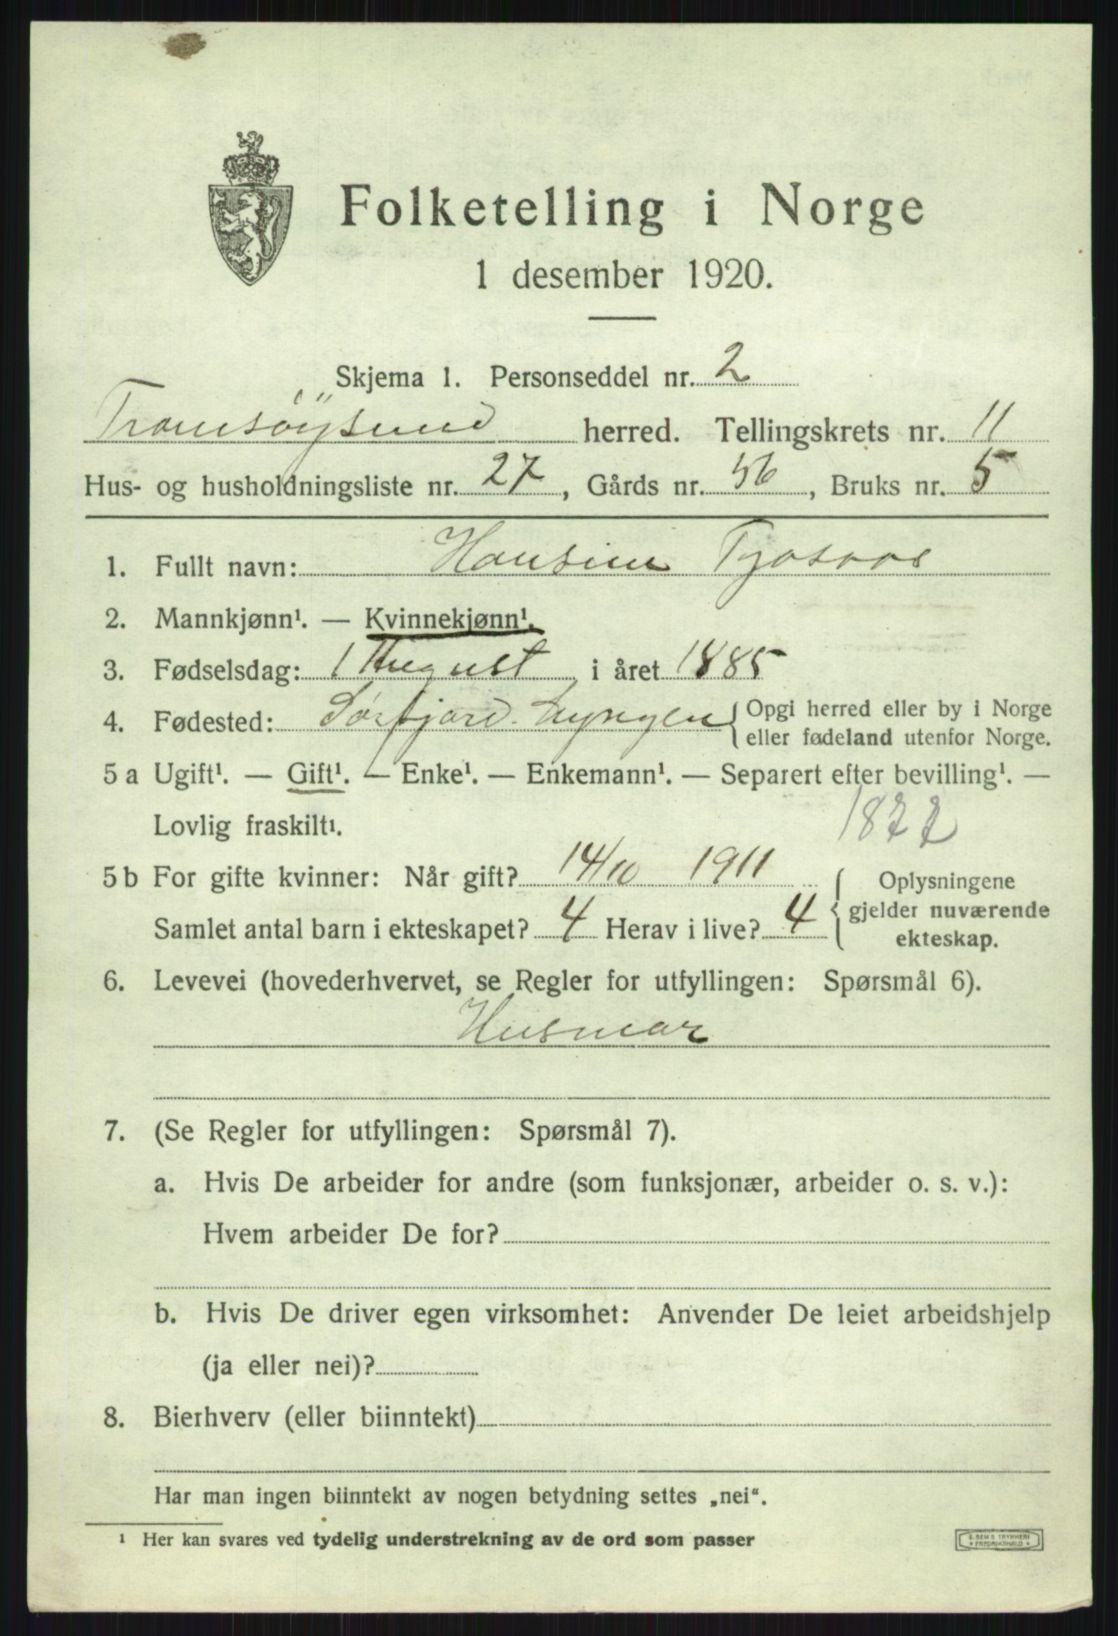 Folketelling i Norge
1 desember 1920.
Skjema 1. Personseddel nr. 2
Tromsøysund herred. Tellingskrets nr. 11
Hus- og husholdningsliste nr. 27, Gårds nr. 56, Bruks nr. 5
1. Fullt navn: Hansine
2. Mannkjønn¹. — Kvinnekjønn¹.
3. Fødselsdag: 1 August i året 1885
4. Fødested: Sørfjord. Lyngen { Opgi herred eller by i Norge
eller fødeland utenfor Norge.
5 a Ugift¹. — Gift¹. — Enke¹. — Enkemann¹. — Separert efter bevilling¹. —
Lovlig fraskilt¹. 1877
5 b For gifte kvinner: Når gift? 14/10 1911
Samlet antal barn i ekteskapet? 4 Herav i live? 4
{ Oplysningene
gjelder nuværende
ekteskap.
6. Levevei (hovederhvervet, se Regler for utfyllingen: Spørsmål 6).
Husmor
7. (Se Regler for utfyllingen: Spørsmål 7).
a. Hvis De arbeider for andre (som funksjonær, arbeider o. s. v.):
Hvem arbeider De for?
b. Hvis De driver egen virksomhet: Anvender De leiet arbeidshjelp
(ja eller nei)?
8. Bierhverv (eller biinntekt)
Har man ingen biinntekt av nogen betydning settes „nei".
¹ Her kan svares ved tydelig understrekning av de ord som passer